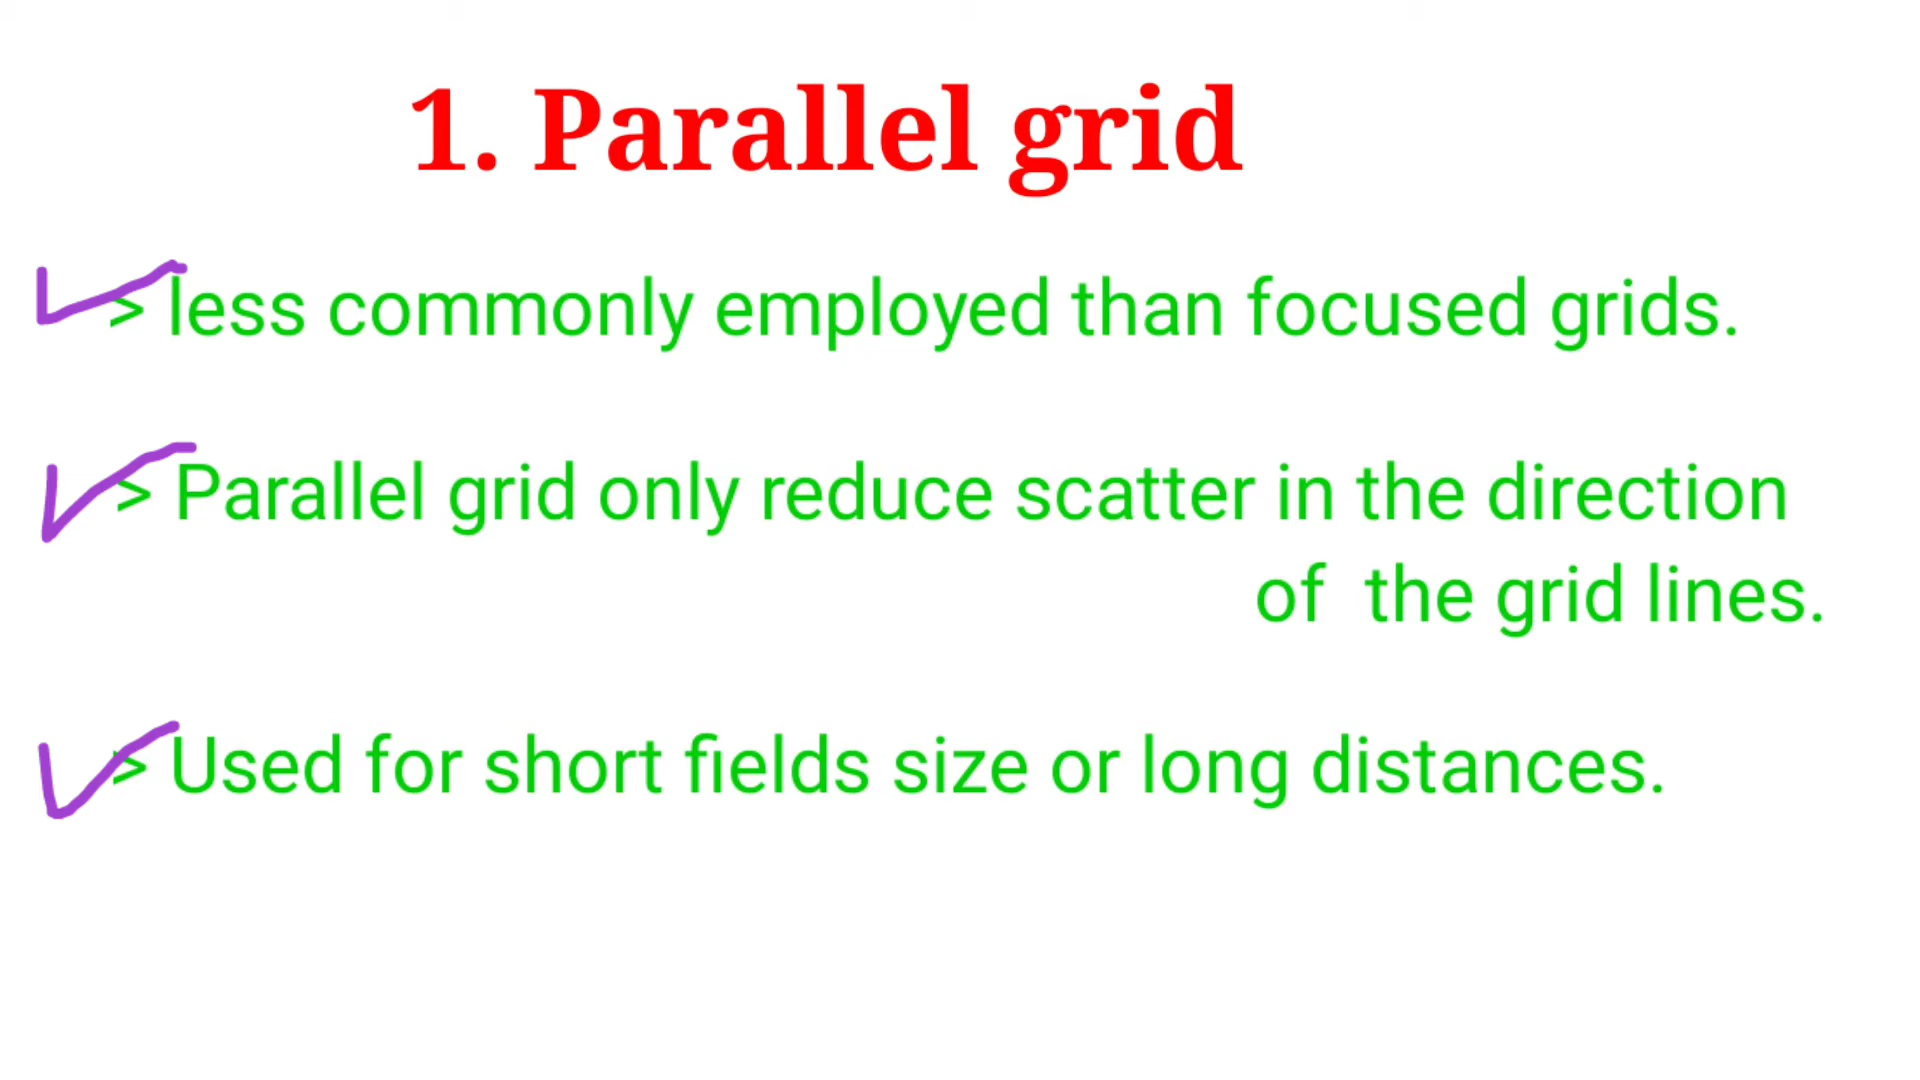 1. Parallel grid
> less commonly employed than focused grids.
> Parallel grid only reduce scatter in the direction
of the grid lines.
> Used for short fields size or long distances.